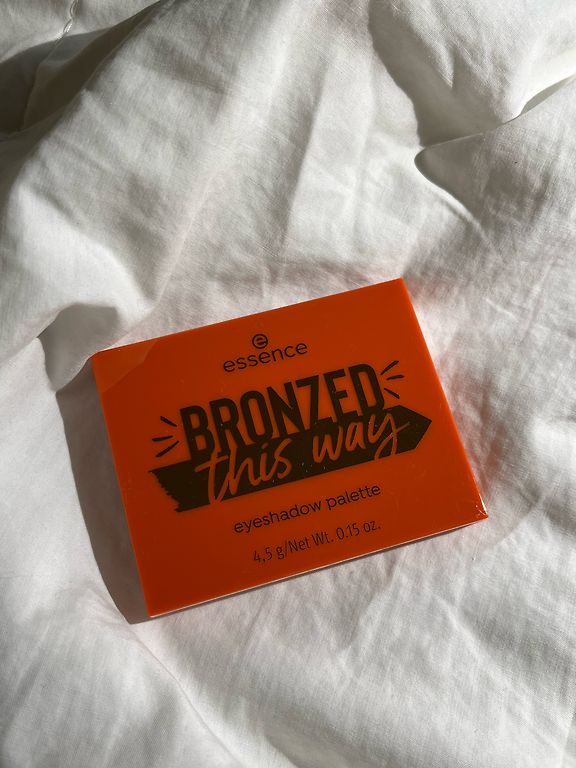 e
essence
BRONZED
this way
eyeshadow palette
4,5 g/Net Wt. 0.15 oz.